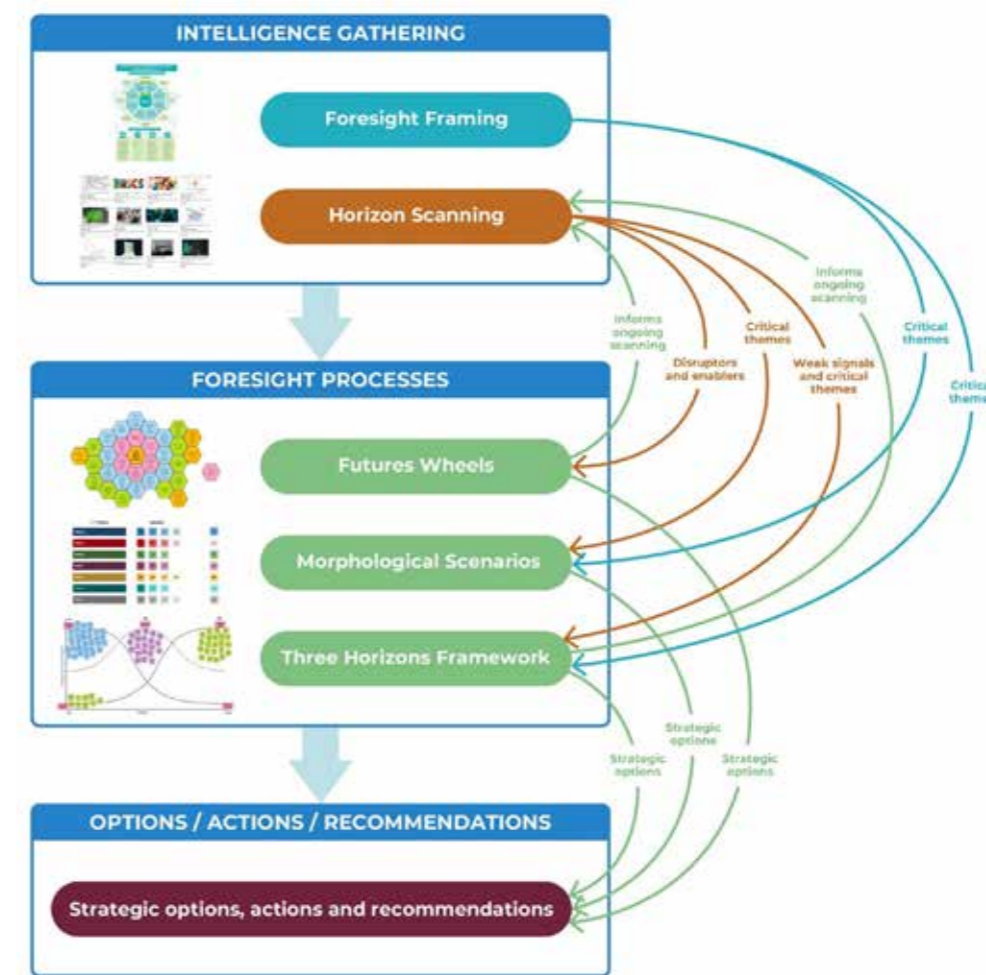 INTELLIGENCE GATHERING
Foresight Framing
Horizon Scanning
Informs
ongoing
scanning
Informs
ongoing
scanning
Disruptors
and enablers
Critical
themes
Weak signals
and critical
themes
Critical
themes
Critical
theme
FORESIGHT PROCESSES
Futures Wheels
Morphological Scenarios
Three Horizons Framework
Strategic
options
Strategic
options
Strategic
options
OPTIONS / ACTIONS / RECOMMENDATIONS
Strategic options, actions and recommendations